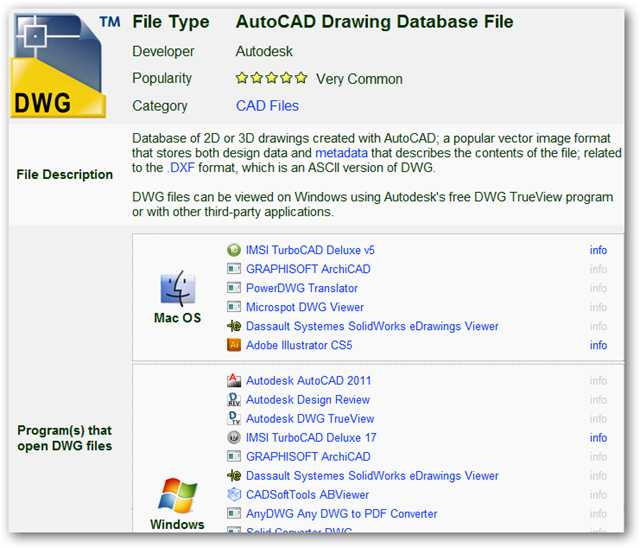 TM
DWG
File Type AutoCAD Drawing Database File
Developer Autodesk
Popularity Very Common
Category CAD Files
File Description
Database of 2D or 3D drawings created with AutoCAD; a popular vector image format
that stores both design data and metadata that describes the contents of the file; related
to the .DXF format, which is an ASCII version of DWG.
DWG files can be viewed on Windows using Autodesk's free DWG TrueView program
or with other third-party applications.
Program(s) that
open DWG files
Mac OS
IMSI TurboCAD Deluxe v5 info
GRAPHISOFT ArchiCAD info
PowerDWG Translator info
Microspot DWG Viewer info
Dassault Systemes SolidWorks eDrawings Viewer info
Ai Adobe Illustrator CS5 info
Windows
Autodesk AutoCAD 2011 info
Autodesk Design Review info
Autodesk DWG TrueView info
IMSI TurboCAD Deluxe 17 info
GRAPHISOFT ArchiCAD info
Dassault Systemes SolidWorks eDrawings Viewer info
CADSoftTools ABViewer info
AnyDWG Any DWG to PDF Converter info
Solid Converter DWG info